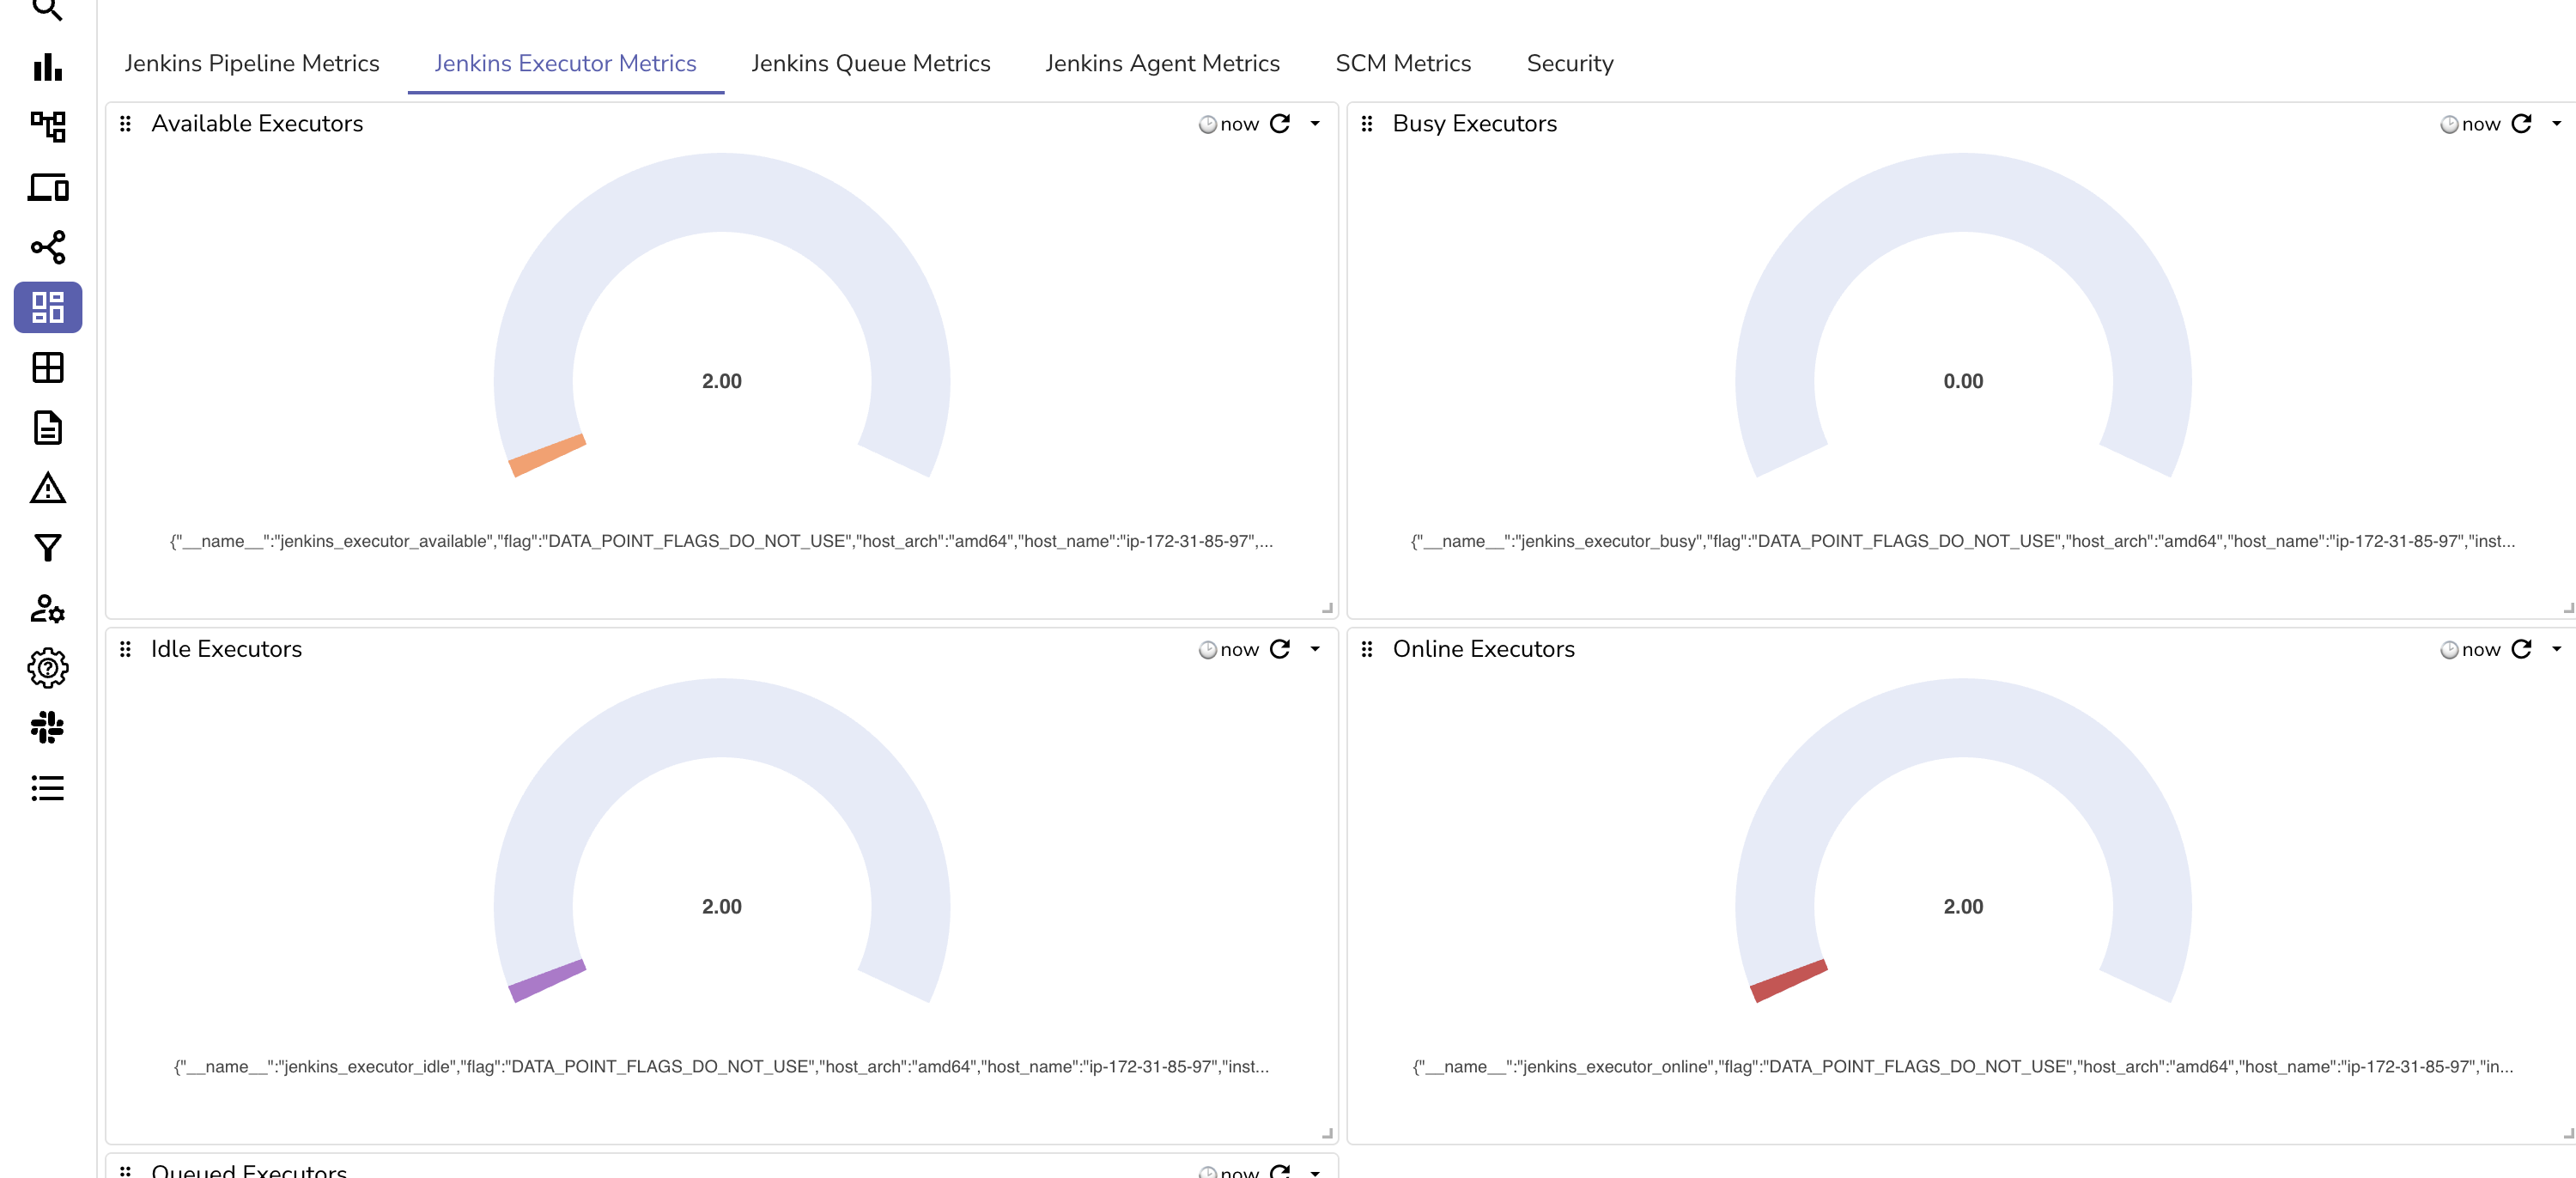 Jenkins Pipeline Metrics Jenkins Executor Metrics Jenkins Queue Metrics Jenkins Agent Metrics SCM Metrics Security
Available Executors now
2.00
{"__name__":"jenkins_executor_available","flag":"DATA_POINT_FLAGS_DO_NOT_USE","host_arch":"amd64","host_name":"ip-172-31-85-97",...
Busy Executors now
0.00
{"__name__":"jenkins_executor_busy","flag":"DATA_POINT_FLAGS_DO_NOT_USE","host_arch":"amd64","host_name":"ip-172-31-85-97","inst...
Idle Executors now
2.00
{"__name__":"jenkins_executor_idle","flag":"DATA_POINT_FLAGS_DO_NOT_USE","host_arch":"amd64","host_name":"ip-172-31-85-97","inst...
Online Executors now
2.00
{"__name__":"jenkins_executor_online","flag":"DATA_POINT_FLAGS_DO_NOT_USE","host_arch":"amd64","host_name":"ip-172-31-85-97","in...
Queued Executors now